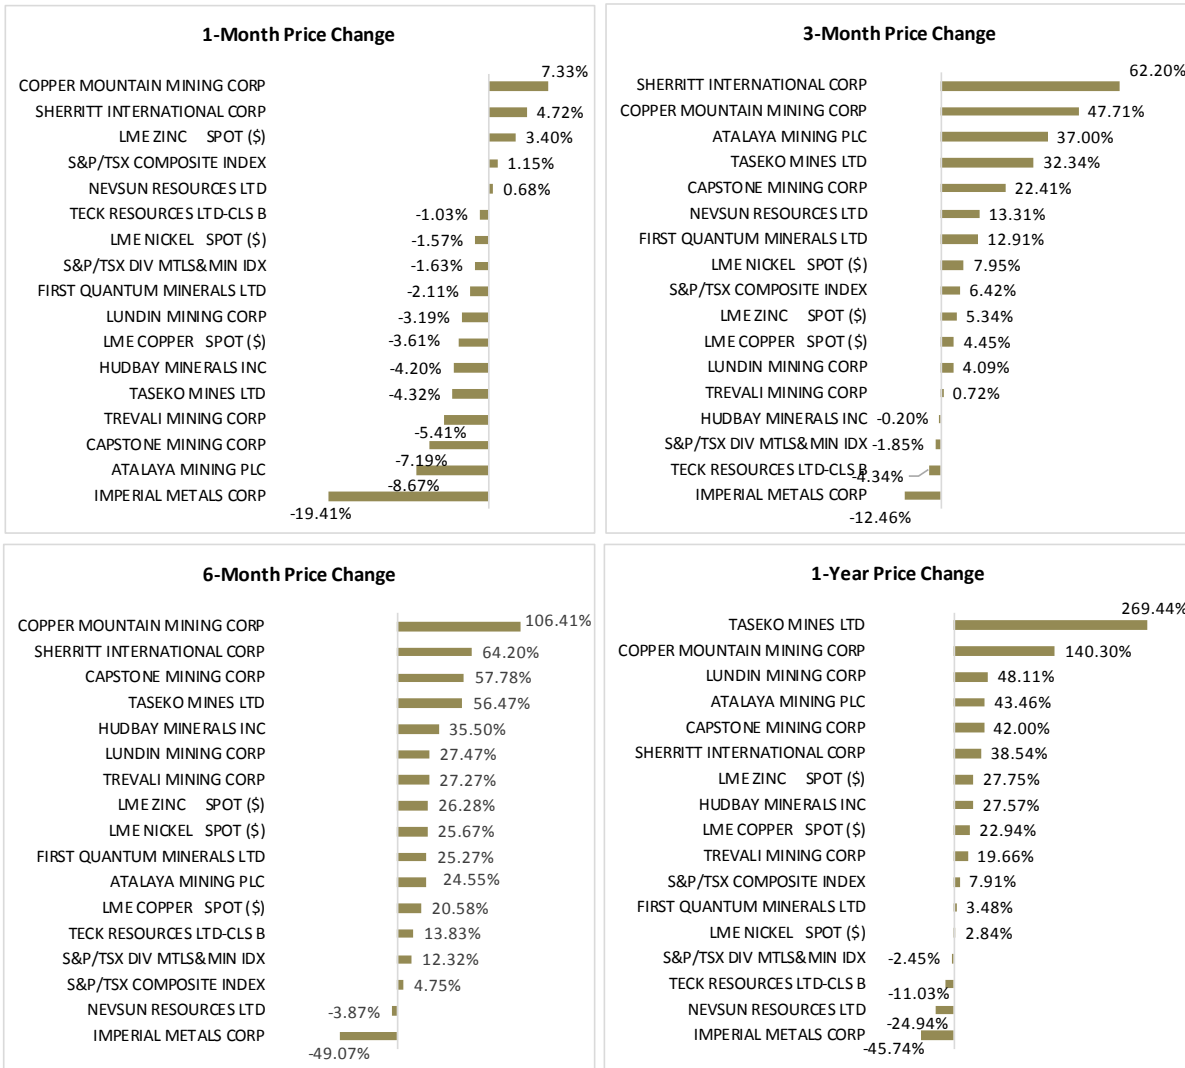 1-Month Price Change
COPPER MOUNTAIN MINING CORP 7.33%
SHERRITT INTERNATIONAL CORP 4.72%
LME ZINC SPOT ($) 3.40%
S&P/TSX COMPOSITE INDEX 1.15%
NEVSUN RESOURCES LTD 0.68%
TECK RESOURCES LTD-CLS B -1.03%
LME NICKEL SPOT ($) -1.57%
S&P/TSX DIV MTLS&MIN IDX -1.63%
FIRST QUANTUM MINERALS LTD -2.11%
LUNDIN MINING CORP -3.19%
LME COPPER SPOT ($) -3.61%
HUDBAY MINERALS INC -4.20%
TASEKO MINES LTD -4.32%
TREVALI MINING CORP -5.41%
CAPSTONE MINING CORP -7.19%
ATALAYA MINING PLC -8.67%
IMPERIAL METALS CORP -19.41%
3-Month Price Change
SHERRITT INTERNATIONAL CORP 62.20%
COPPER MOUNTAIN MINING CORP 47.71%
ATALAYA MINING PLC 37.00%
TASEKO MINES LTD 32.34%
CAPSTONE MINING CORP 22.41%
NEVSUN RESOURCES LTD 13.31%
FIRST QUANTUM MINERALS LTD 12.91%
LME NICKEL SPOT ($) 7.95%
S&P/TSX COMPOSITE INDEX 6.42%
LME ZINC SPOT ($) 5.34%
LME COPPER SPOT ($) 4.45%
LUNDIN MINING CORP 4.09%
TREVALI MINING CORP 0.72%
HUDBAY MINERALS INC -0.20%
S&P/TSX DIV MTLS&MIN IDX -1.85%
TECK RESOURCES LTD-CLS B -4.34%
IMPERIAL METALS CORP -12.46%
6-Month Price Change
COPPER MOUNTAIN MINING CORP 106.41%
SHERRITT INTERNATIONAL CORP 64.20%
CAPSTONE MINING CORP 57.78%
TASEKO MINES LTD 56.47%
HUDBAY MINERALS INC 35.50%
LUNDIN MINING CORP 27.47%
TREVALI MINING CORP 27.27%
LME ZINC SPOT ($) 26.28%
LME NICKEL SPOT ($) 25.67%
FIRST QUANTUM MINERALS LTD 25.27%
ATALAYA MINING PLC 24.55%
LME COPPER SPOT ($) 20.58%
TECK RESOURCES LTD-CLS B 13.83%
S&P/TSX DIV MTLS&MIN IDX 12.32%
S&P/TSX COMPOSITE INDEX 4.75%
NEVSUN RESOURCES LTD -3.87%
IMPERIAL METALS CORP -49.07%
1-Year Price Change
TASEKO MINES LTD 269.44%
COPPER MOUNTAIN MINING CORP 140.30%
LUNDIN MINING CORP 48.11%
ATALAYA MINING PLC 43.46%
CAPSTONE MINING CORP 42.00%
SHERRITT INTERNATIONAL CORP 38.54%
LME ZINC SPOT ($) 27.75%
HUDBAY MINERALS INC 27.57%
LME COPPER SPOT ($) 22.94%
TREVALI MINING CORP 19.66%
S&P/TSX COMPOSITE INDEX 7.91%
FIRST QUANTUM MINERALS LTD 3.48%
LME NICKEL SPOT ($) 2.84%
S&P/TSX DIV MTLS&MIN IDX -2.45%
TECK RESOURCES LTD-CLS B -11.03%
NEVSUN RESOURCES LTD -24.94%
IMPERIAL METALS CORP -45.74%